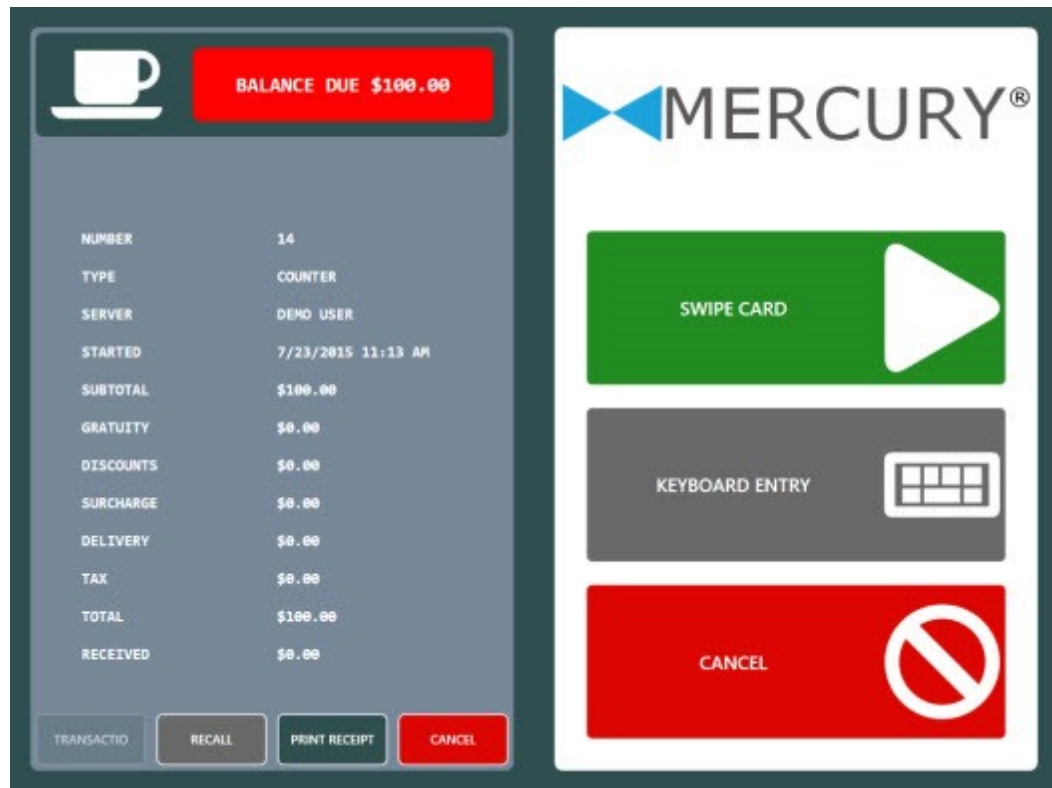 BALANCE DUE $100.00
NUMBER 14
TYPE COUNTER
SERVER DEMO USER
STARTED 7/23/2015 11:13 AM
SUBTOTAL $100.00
GRATUITY $0.00
DISCOUNTS $0.00
SURCHARGE $0.00
DELIVERY $0.00
TAX $0.00
TOTAL $100.00
RECEIVED $0.00
TRANSACTIO RECALL PRINT RECEIPT CANCEL
MERCURY®
SWIPE CARD
KEYBOARD ENTRY
CANCEL